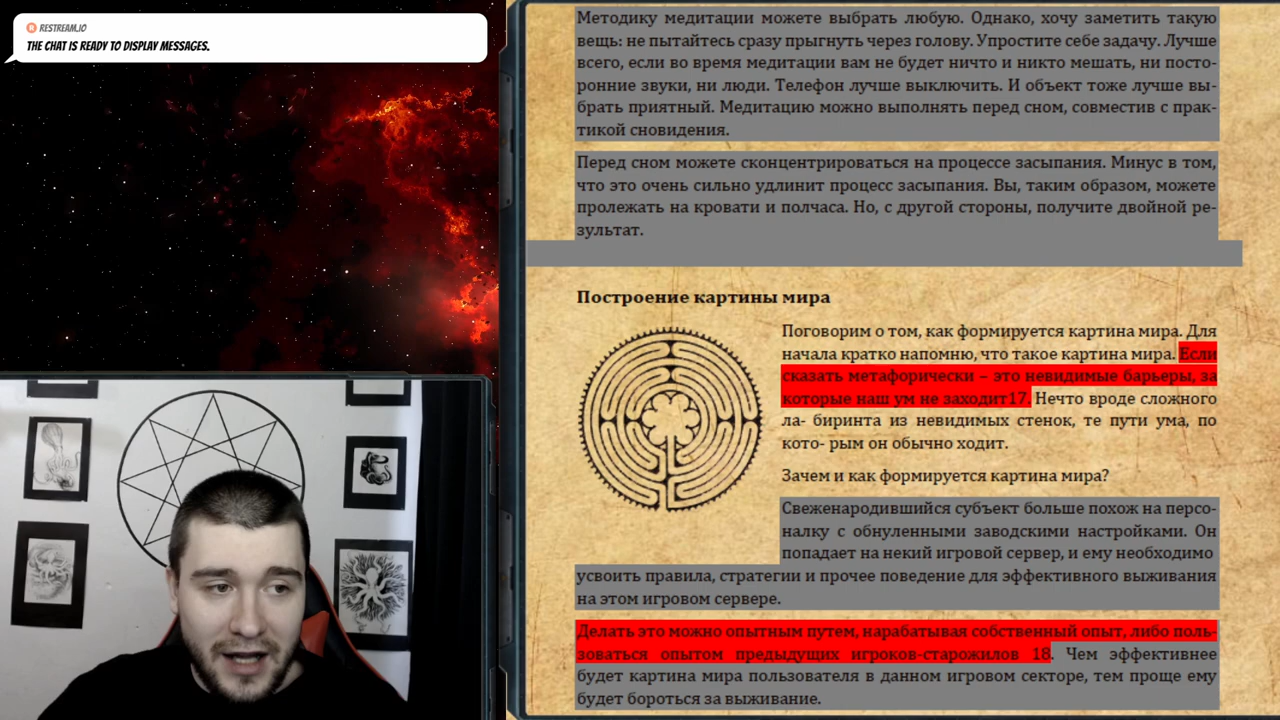 RESTREAM.IO
THE CHAT IS READY TO DISPLAY MESSAGES.
Методику медитации можете выбрать любую. Однако, хочу заметить такую
вещь: не пытайтесь сразу прыгнуть через голову. Упростите себе задачу. Лучше
всего, если во время медитации вам не будет ничто и никто мешать, ни посто-
ронние звуки, ни люди. Телефон лучше выключить. И объект тоже лучше вы-
брать приятный. Медитацию можно выполнять перед сном, совместив с прак-
тикой сновидения.
Перед сном можете сконцентрироваться на процессе засыпания. Минус в том,
что это очень сильно удлинит процесс засыпания. Вы, таким образом, можете
пролежать на кровати и полчаса. Но, с другой стороны, получите двойной ре-
зультат.
Построение картины мира
Поговорим о том, как формируется картина мира. Для
начала кратко напомню, что такое картина мира. Если
сказать метафорически – это невидимые барьеры, за
которые наш ум не заходит17. Нечто вроде сложного
ла- биринта из невидимых стенок, те пути ума, по
кото- рым он обычно ходит.
Зачем и как формируется картина мира?
Свеженародившийся субъект больше похож на персо-
налку с обнуленными заводскими настройками. Он
попадает на некий игровой сервер, и ему необходимо
усвоить правила, стратегии и прочее поведение для эффективного выживания
на этом игровом сервере.
Делать это можно опытным путем, нарабатывая собственный опыт, либо поль-
зоваться опытом предыдущих игроков-старожилов 18. Чем эффективнее
будет картина мира пользователя в данном игровом секторе, тем проще ему
будет бороться за выживание.